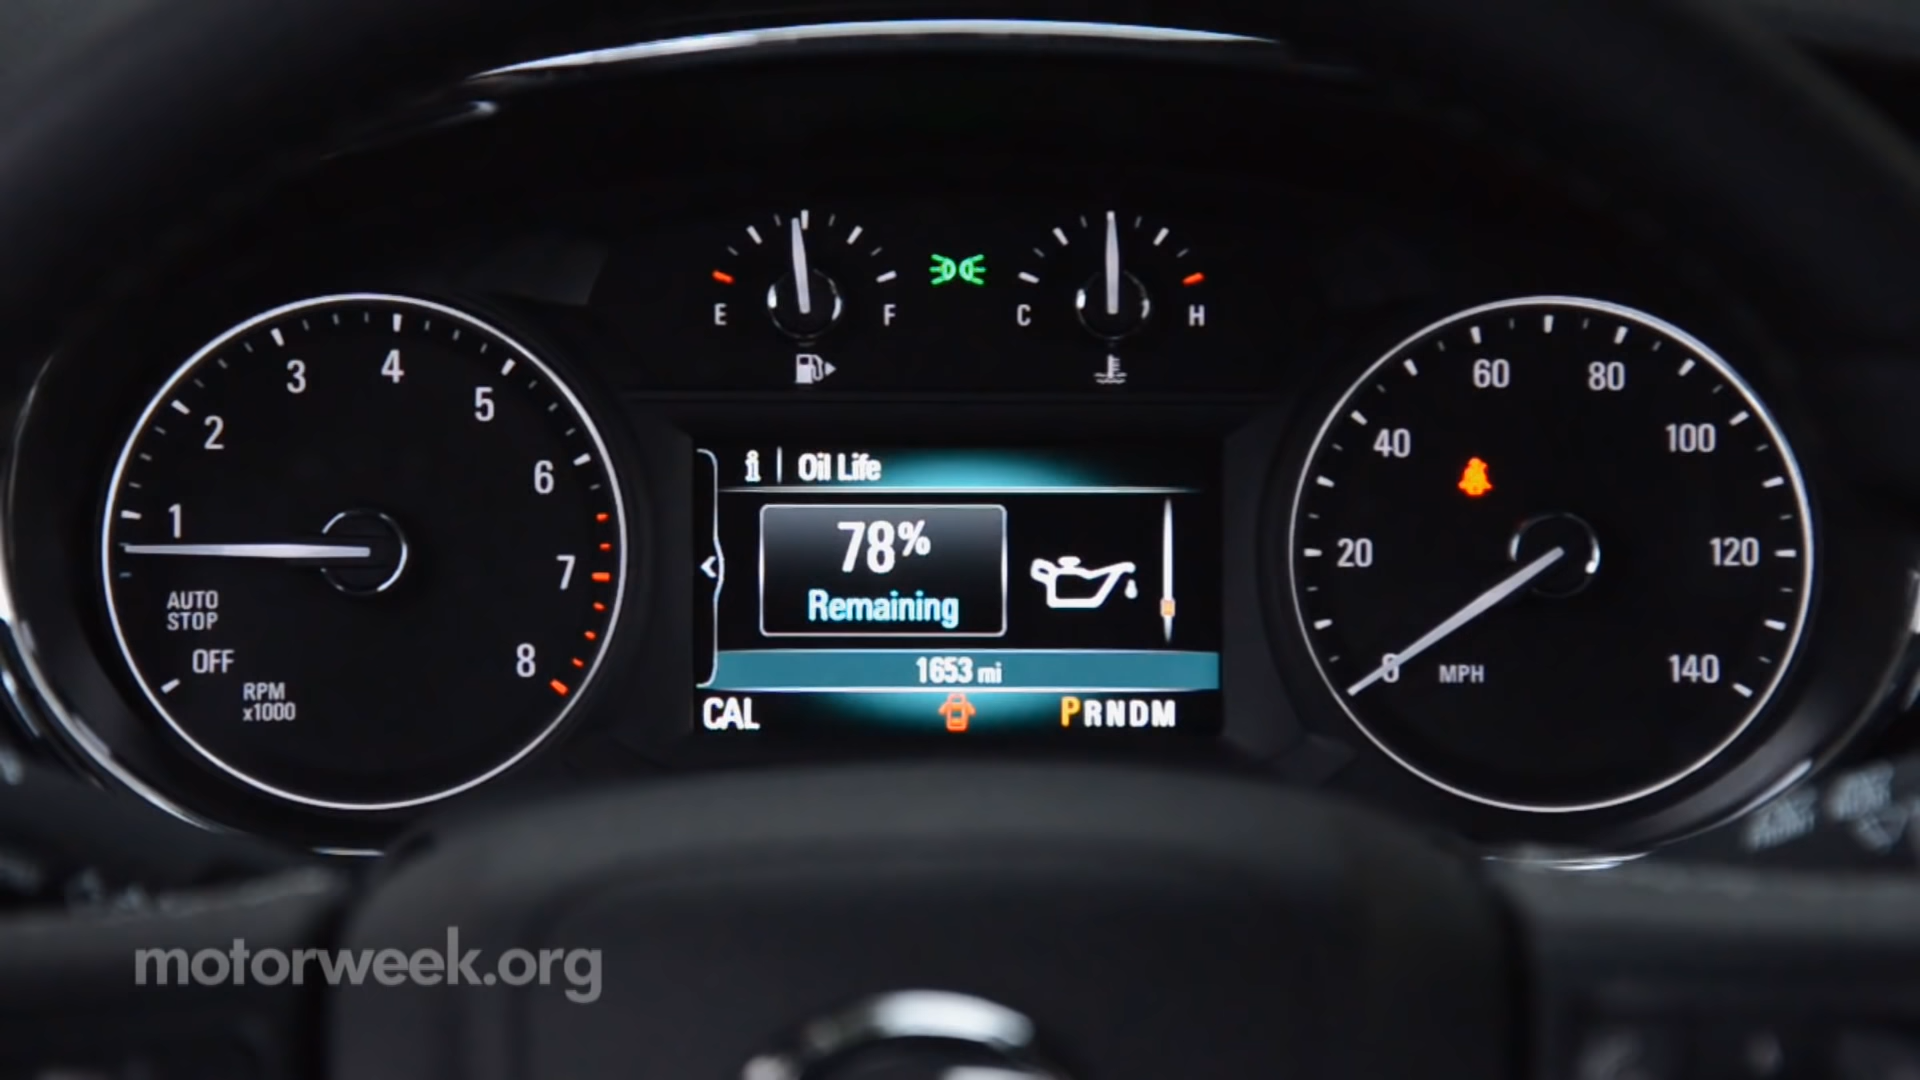 E F
C H
1 2 3 4 5 6 7 8
AUTO
STOP
OFF
RPM
x1000
i | Oil Life
78%
Remaining
1653 mi
CAL
PRNDM
0 20 40 60 80 100 120 140
MPH
motorweek.org